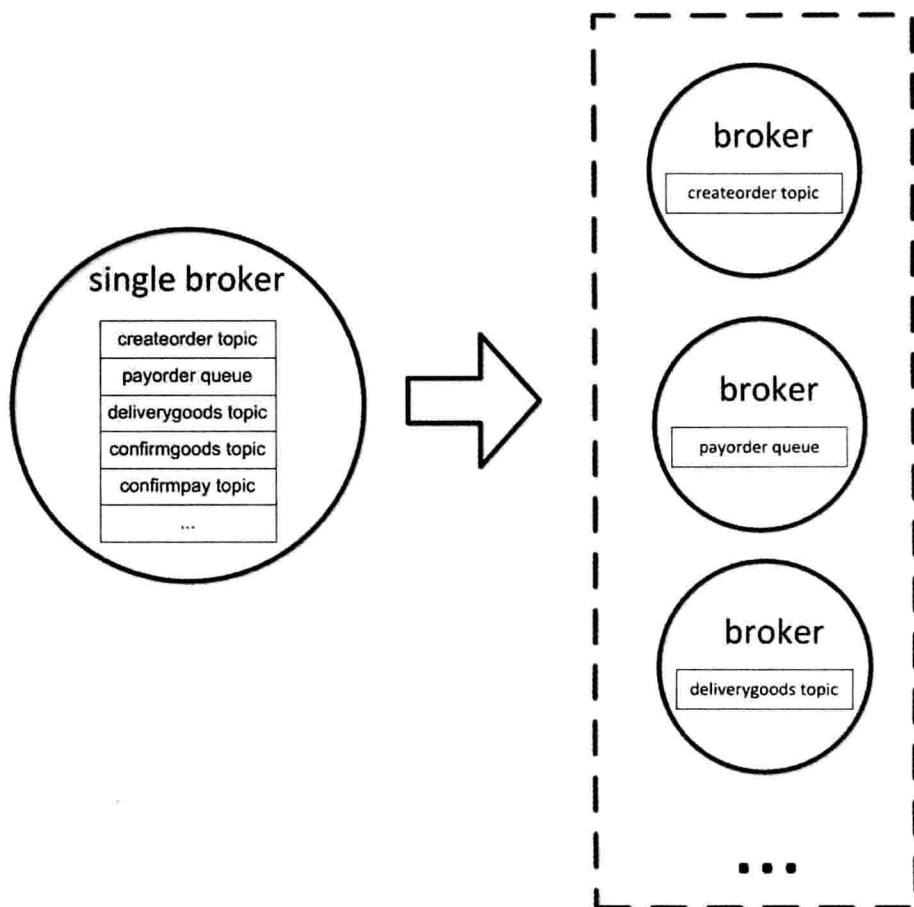 single broker
createorder topic
payorder queue
deliverygoods topic
confirmgoods topic
confirmpay topic
...
broker
createorder topic
broker
payorder queue
broker
deliverygoods topic
...